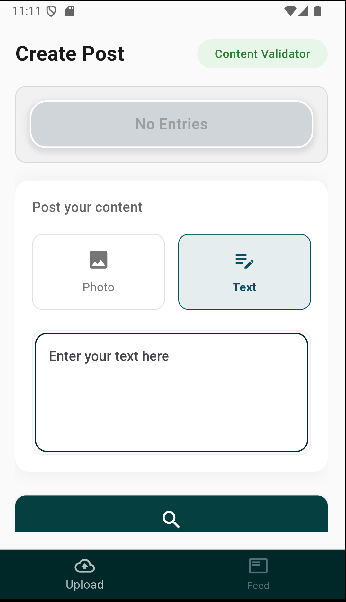 11:11
Create Post
Content Validator
No Entries
Post your content
Photo
Text
Enter your text here
Upload
Feed